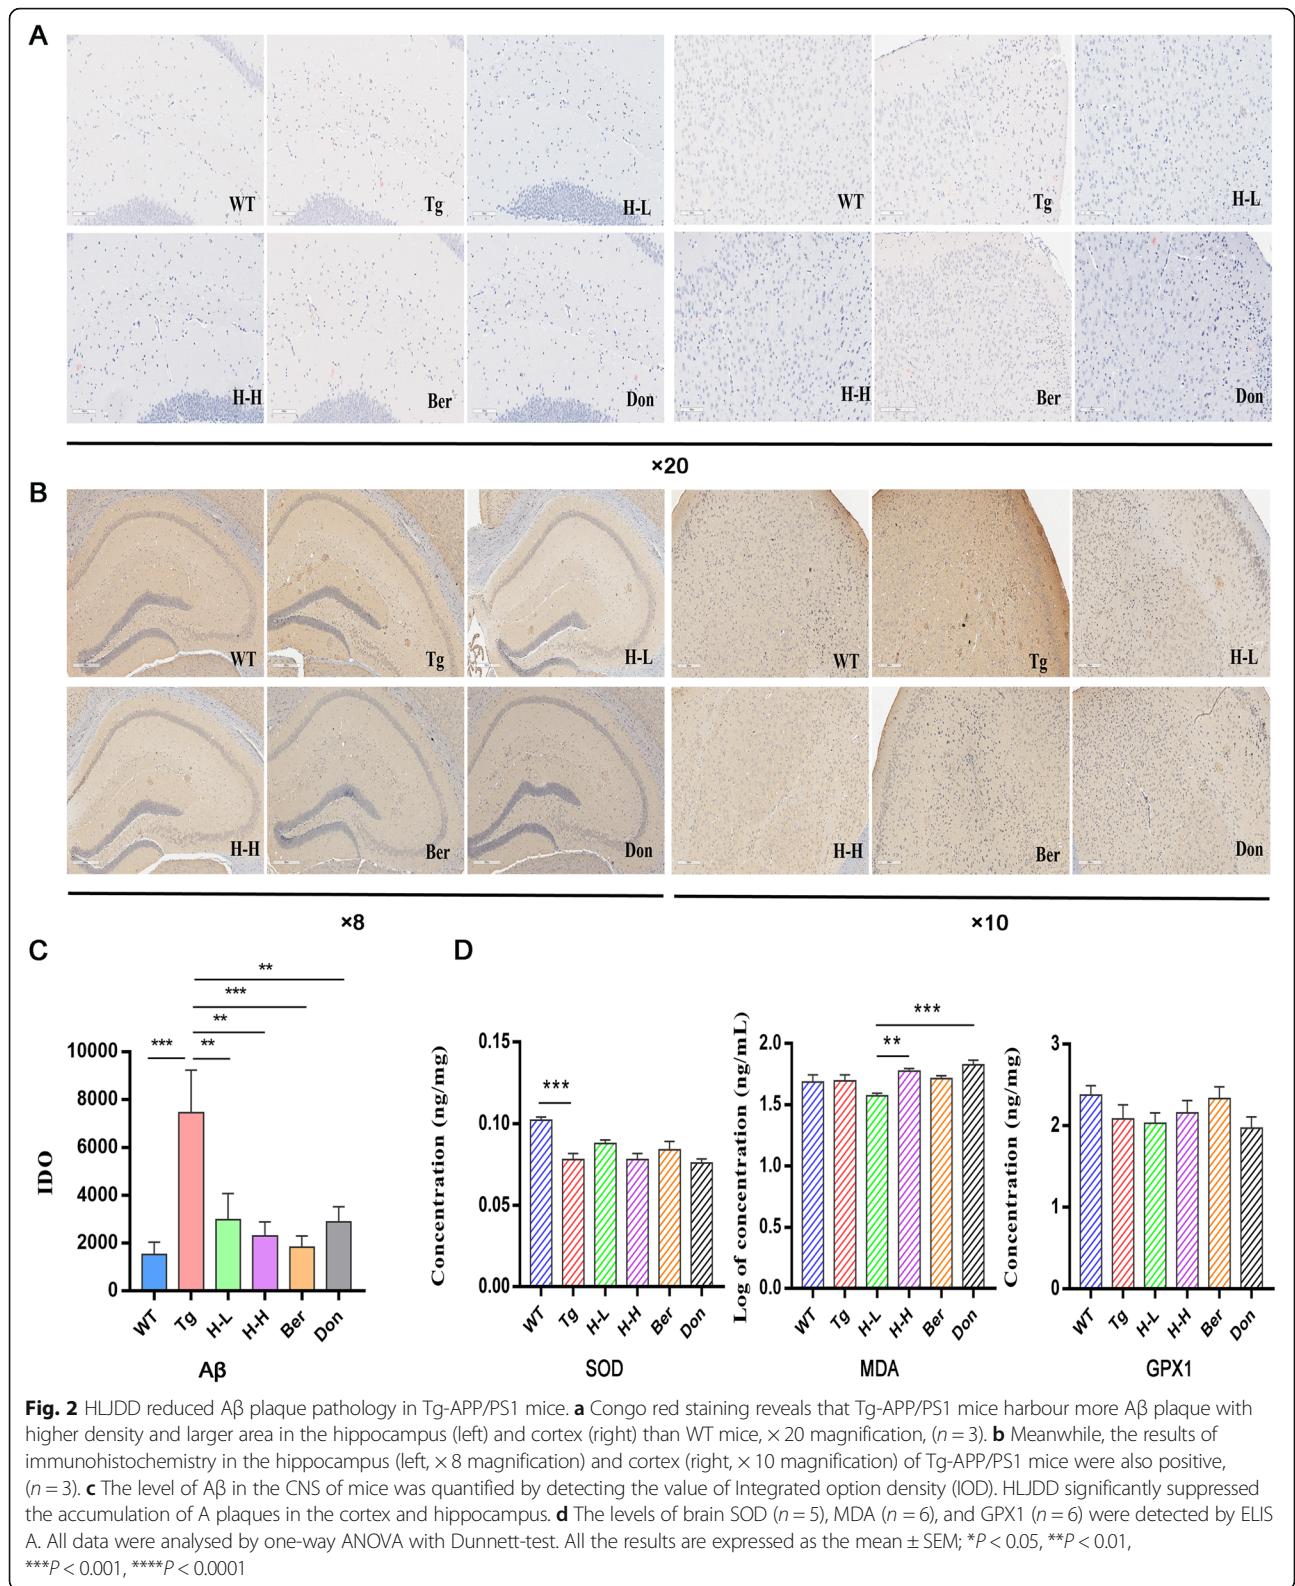 A
WT
Tg
H-L
WT
Tg
H-L
H-H
Ber
Don
H-H
Ber
Don
×20
B
WT
Tg
H-L
WT
Tg
H-L
H-H
Ber
Don
H-H
Ber
Don
×8
×10
C
**
***
**
***
**
10000
8000
6000
4000
2000
0
IDO
WT
Tg
H-L
H-H
Ber
Don
Aβ
D
Concentration (ng/mg)
0.15
0.10
0.05
0.00
***
WT
Tg
H-L
H-H
Ber
Don
SOD
Log of concentration (ng/mL)
2.0
1.5
1.0
0.5
0.0
***
**
WT
Tg
H-L
H-H
Ber
Don
MDA
Concentration (ng/mg)
3
2
1
0
WT
Tg
H-L
H-H
Ber
Don
GPX1
Fig. 2 HLJDD reduced Aβ plaque pathology in Tg-APP/PS1 mice. a Congo red staining reveals that Tg-APP/PS1 mice harbour more Aβ plaque with
higher density and larger area in the hippocampus (left) and cortex (right) than WT mice, × 20 magnification, (n = 3). b Meanwhile, the results of
immunohistochemistry in the hippocampus (left, × 8 magnification) and cortex (right, × 10 magnification) of Tg-APP/PS1 mice were also positive,
(n = 3). c The level of Aβ in the CNS of mice was quantified by detecting the value of Integrated option density (IOD). HLJDD significantly suppressed
the accumulation of A plaques in the cortex and hippocampus. d The levels of brain SOD (n = 5), MDA (n = 6), and GPX1 (n = 6) were detected by ELIS
A. All data were analysed by one-way ANOVA with Dunnett-test. All the results are expressed as the mean ± SEM; *P < 0.05, **P < 0.01,
***P < 0.001, ****P < 0.0001